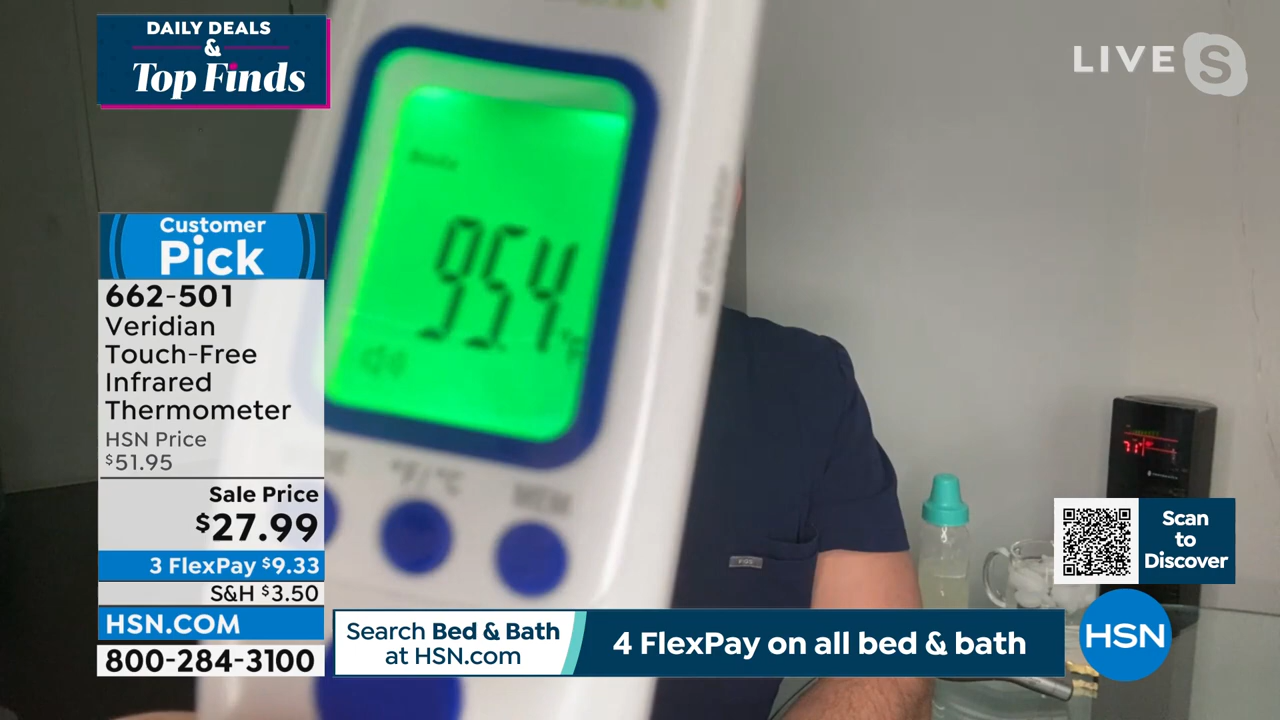 DAILY DEALS
&
Top Finds
LIVE S
Customer
Pick
662-501
Veridian
Touch-Free
Infrared
Thermometer
HSN Price
$51.95
Sale Price
$27.99
3 FlexPay $9.33
S&H $3.50
HSN.COM
800-284-3100
95.4 °F
°F/°C
MEM
Scan
to
Discover
Search Bed & Bath
at HSN.com
4 FlexPay on all bed & bath
HSN